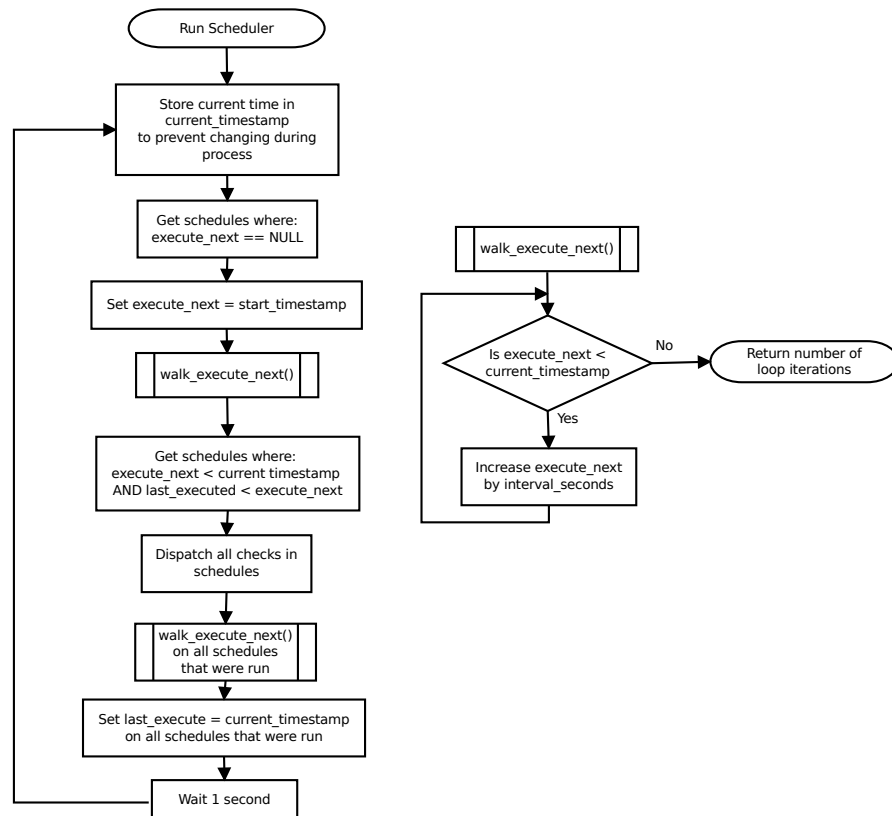 Run Scheduler
Store current time in
current_timestamp
to prevent changing during
process
Get schedules where:
execute_next == NULL
Set execute_next = start_timestamp
walk_execute_next()
Get schedules where:
execute_next < current timestamp
AND last_executed < execute_next
Dispatch all checks in
schedules
walk_execute_next()
on all schedules
that were run
Set last_execute = current_timestamp
on all schedules that were run
Wait 1 second
walk_execute_next()
Is execute_next <
current_timestamp
No
Return number of
loop iterations
Yes
Increase execute_next
by interval_seconds